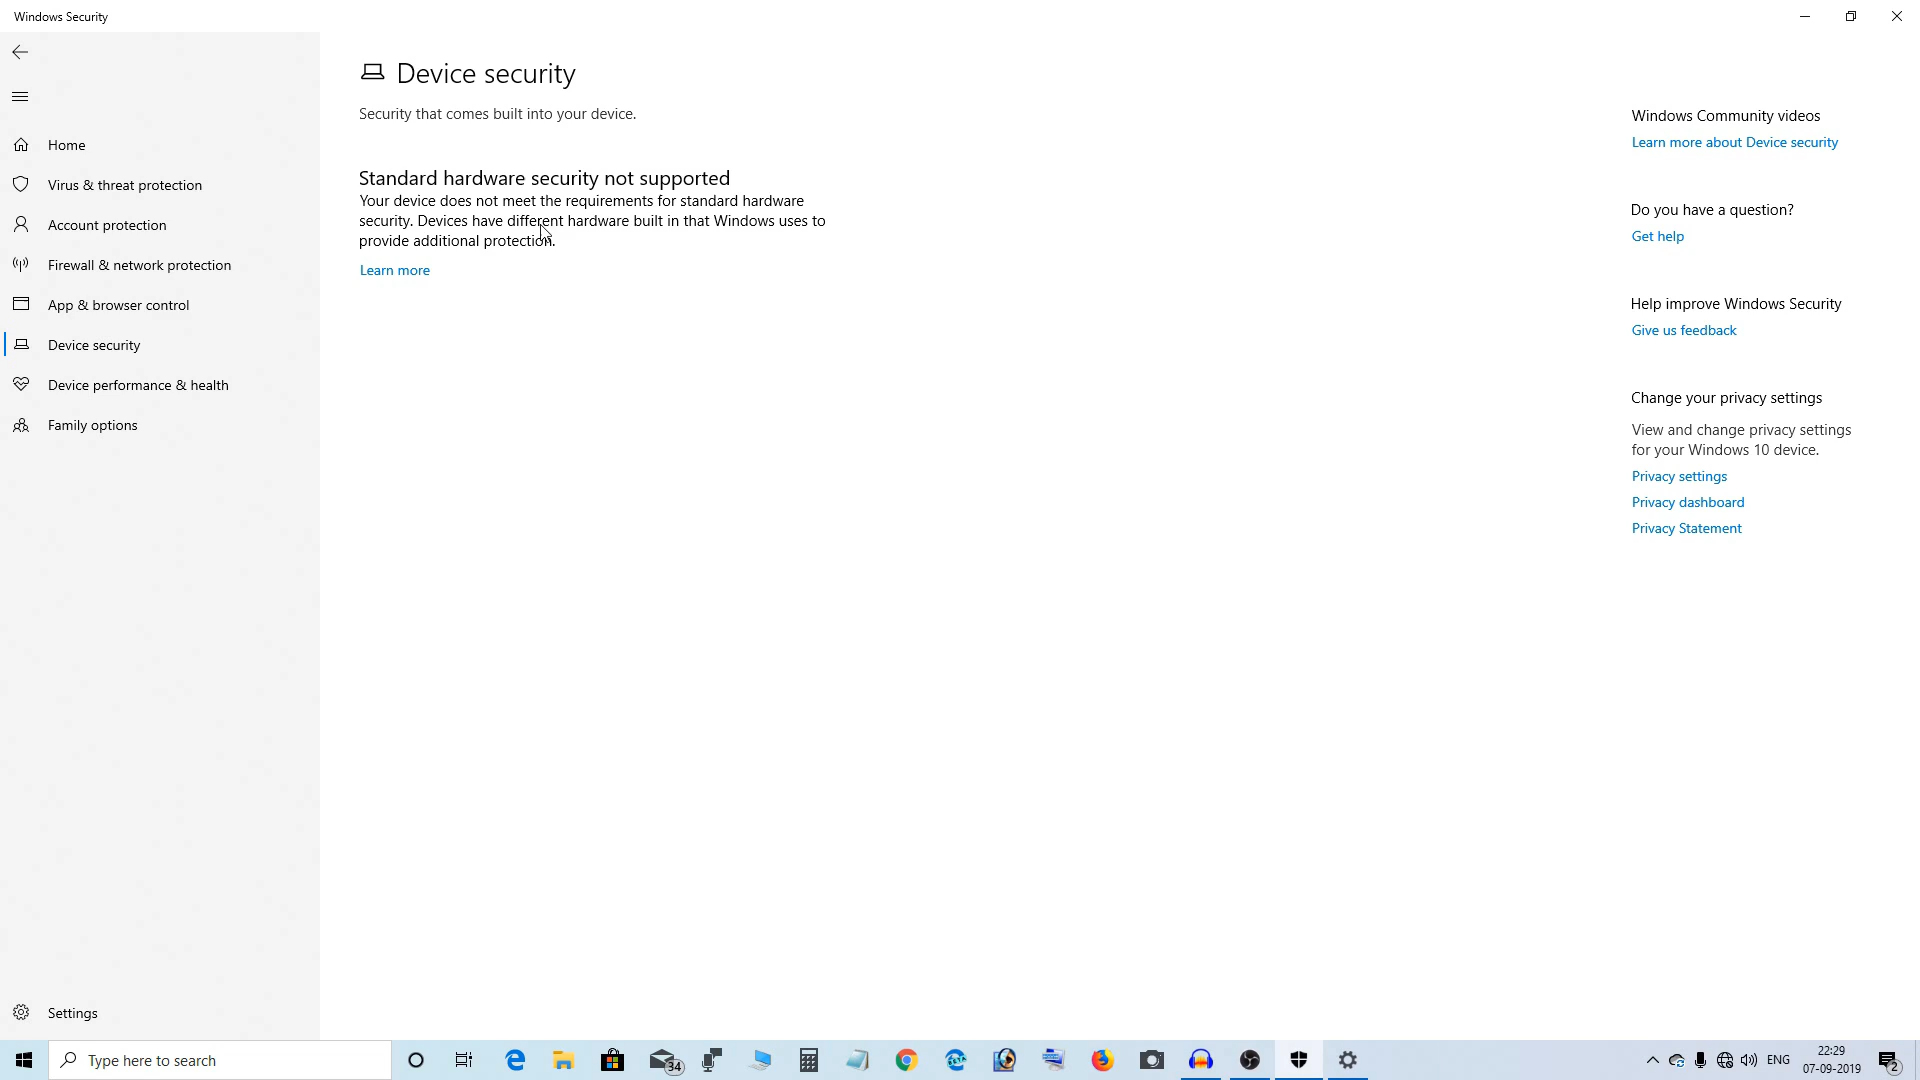 Windows Security
Home
Virus & threat protection
Account protection
Firewall & network protection
App & browser control
Device security
Device performance & health
Family options
Settings
Device security
Security that comes built into your device.
Standard hardware security not supported
Your device does not meet the requirements for standard hardware
security. Devices have different hardware built in that Windows uses to
provide additional protection.
Learn more
Windows Community videos
Learn more about Device security
Do you have a question?
Get help
Help improve Windows Security
Give us feedback
Change your privacy settings
View and change privacy settings
for your Windows 10 device.
Privacy settings
Privacy dashboard
Privacy Statement
Type here to search
34
ENG
22:29
07-09-2019
2